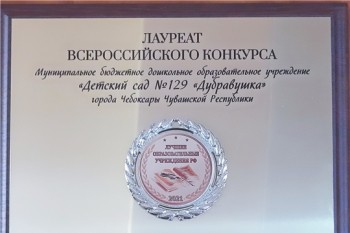 ЛАУРЕАТ
ВСЕРОССИЙСКОГО КОНКУРСА
Муниципальное бюджетное дошкольное образовательное учреждение
«Детский сад №129 «Дубравушка»
города Чебоксары Чувашской Республики
ЛУЧШИЕ
ОБРАЗОВАТЕЛЬНЫЕ
УЧРЕЖДЕНИЯ РФ
2021